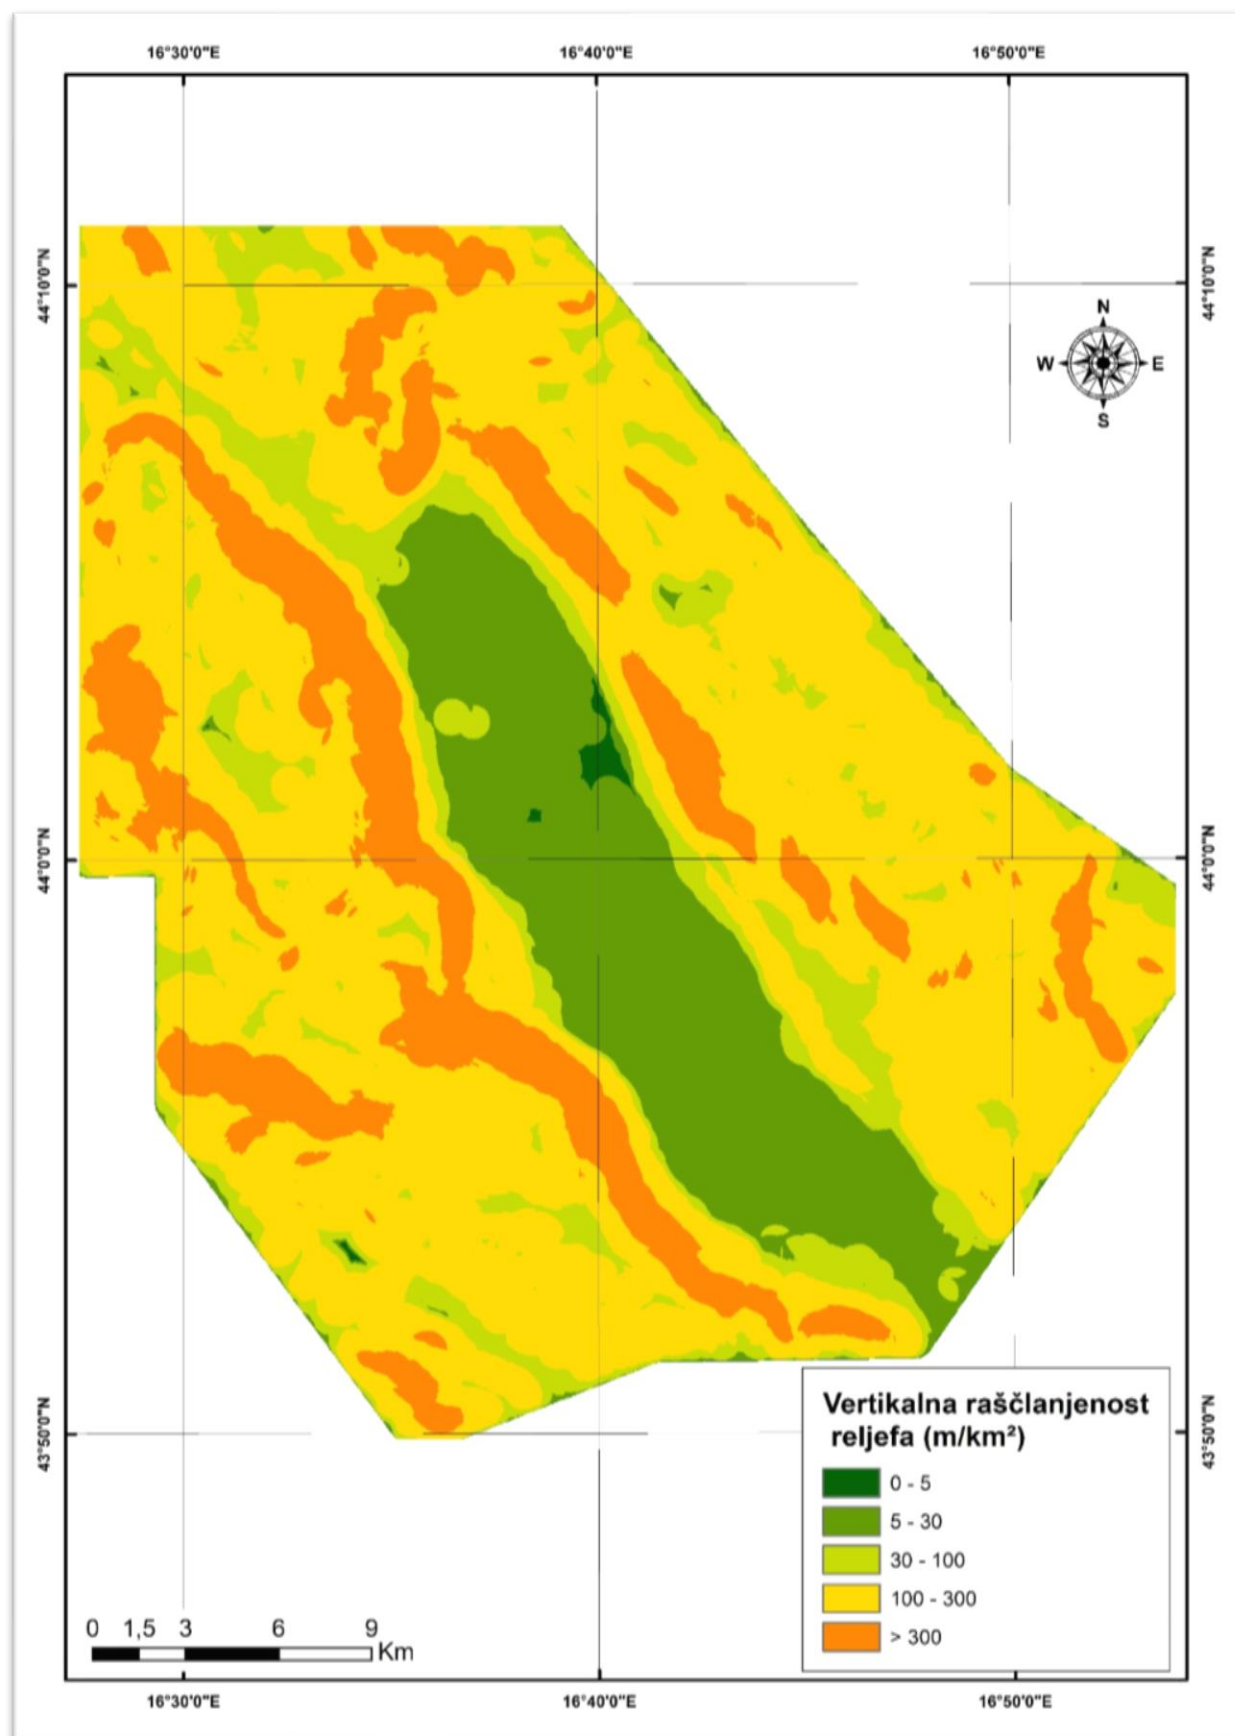 16°30'0"E 16°40'0"E 16°50'0"E
44°10'0"N 44°10'0"N
N
W E
S
44°0'0"N 44°0'0"N
43°50'0"N 43°50'0"N
Vertikalna raščlanjenost
reljefa (m/km²)
0 - 5
5 - 30
30 - 100
100 - 300
> 300
0 1,5 3 6 9
Km
16°30'0"E 16°40'0"E 16°50'0"E